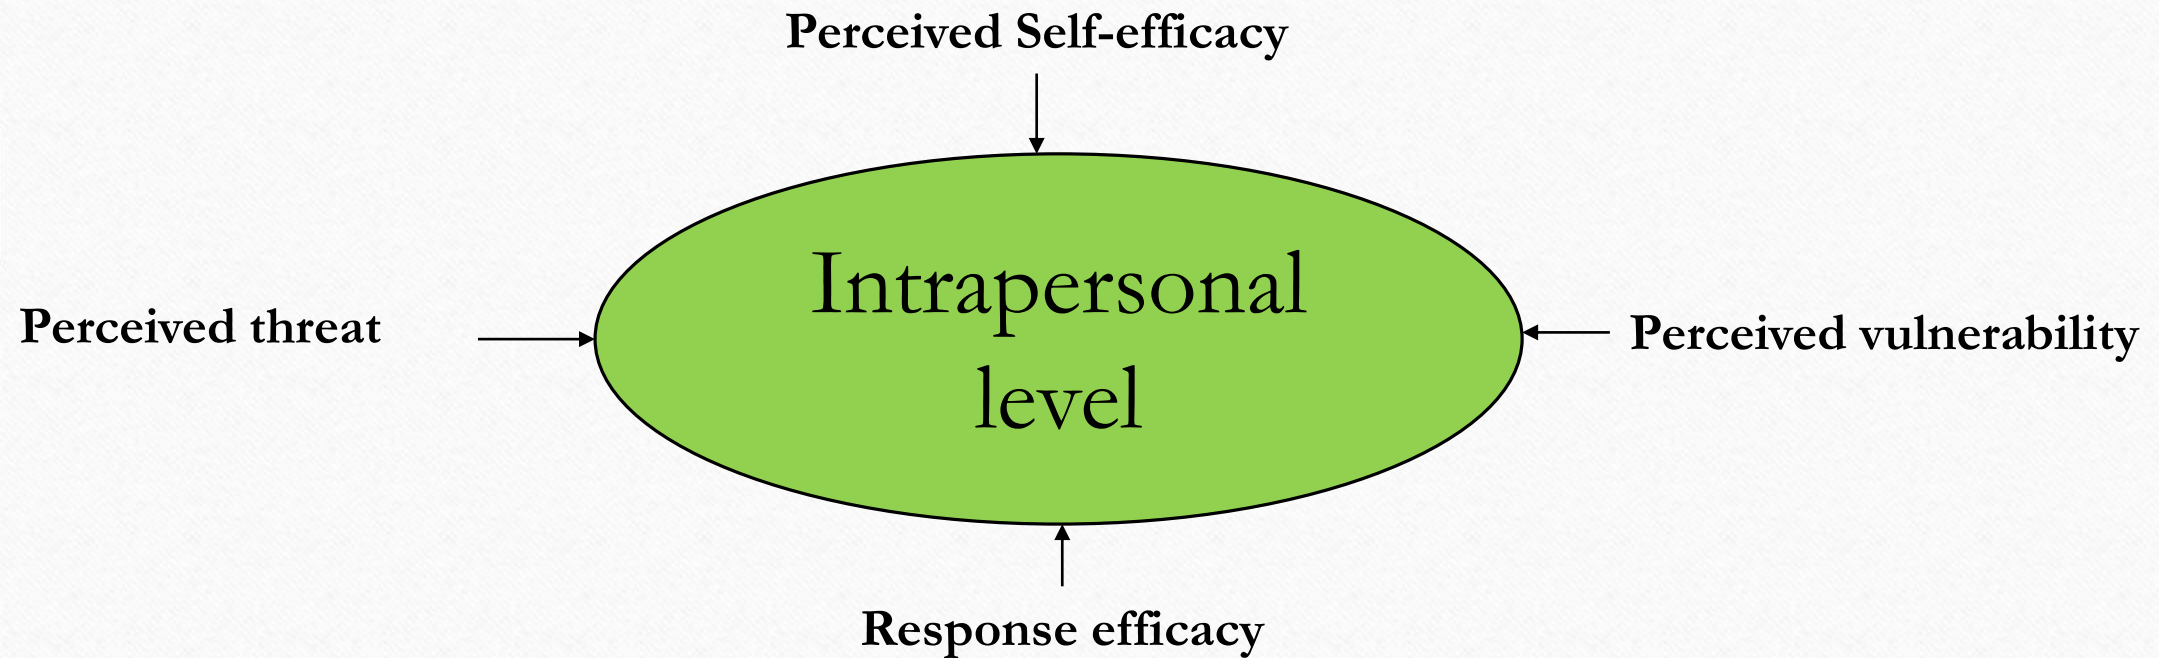 Perceived Self-efficacy
Intrapersonal
level
Perceived threat
Perceived vulnerability
Response efficacy